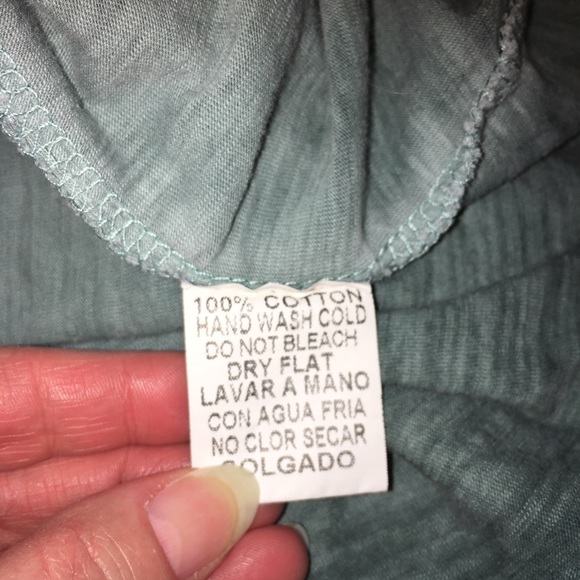 100% COTTON
HAND WASH COLD
DO NOT BLEACH
DRY FLAT
LAVAR A MANO
CON AGUA FRIA
NO CLOR SECAR
COLGADO